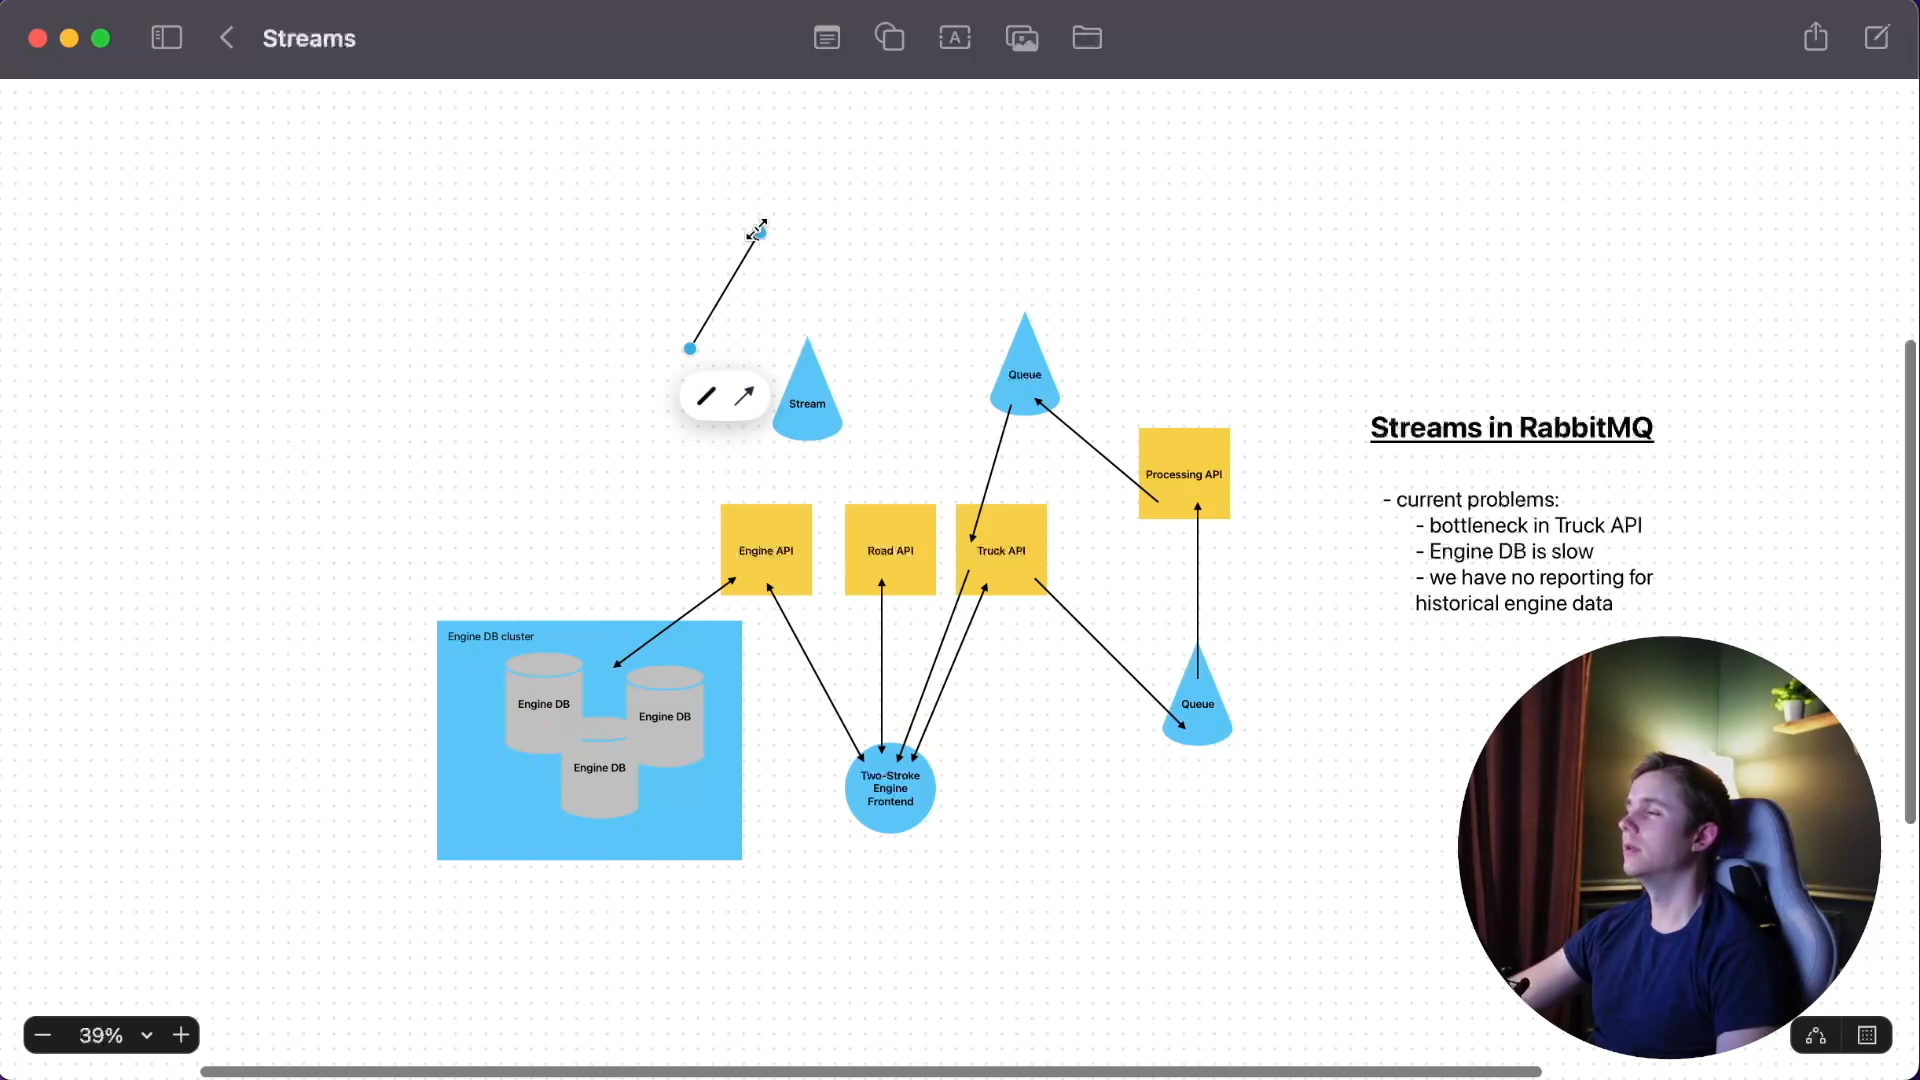 Streams
A
Queue
Stream
Streams in RabbitMQ
Processing API
- current problems:
- bottleneck in Truck API
- Engine DB is slow
- we have no reporting for
historical engine data
Engine API
Road API
Truck API
Engine DB cluster
Engine DB
Engine DB
Engine DB
Queue
Two-Stroke
Engine
Frontend
39%